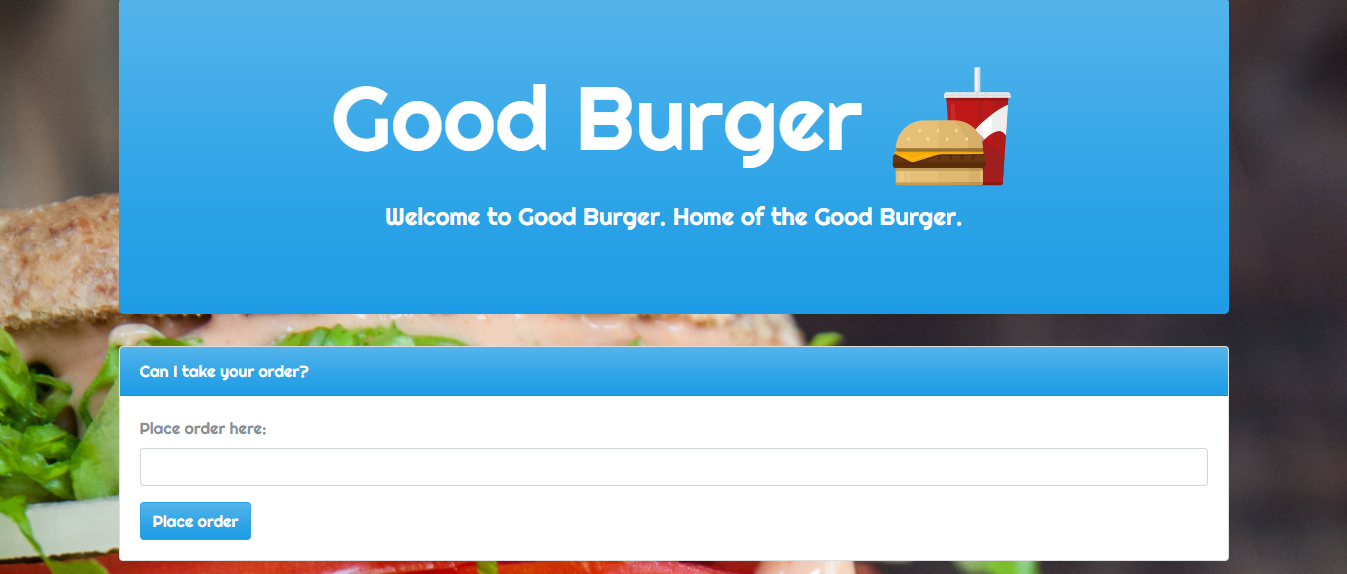 Good Burger
Welcome to Good Burger. Home of the Good Burger.
Can I take your order?
Place order here:
Place order